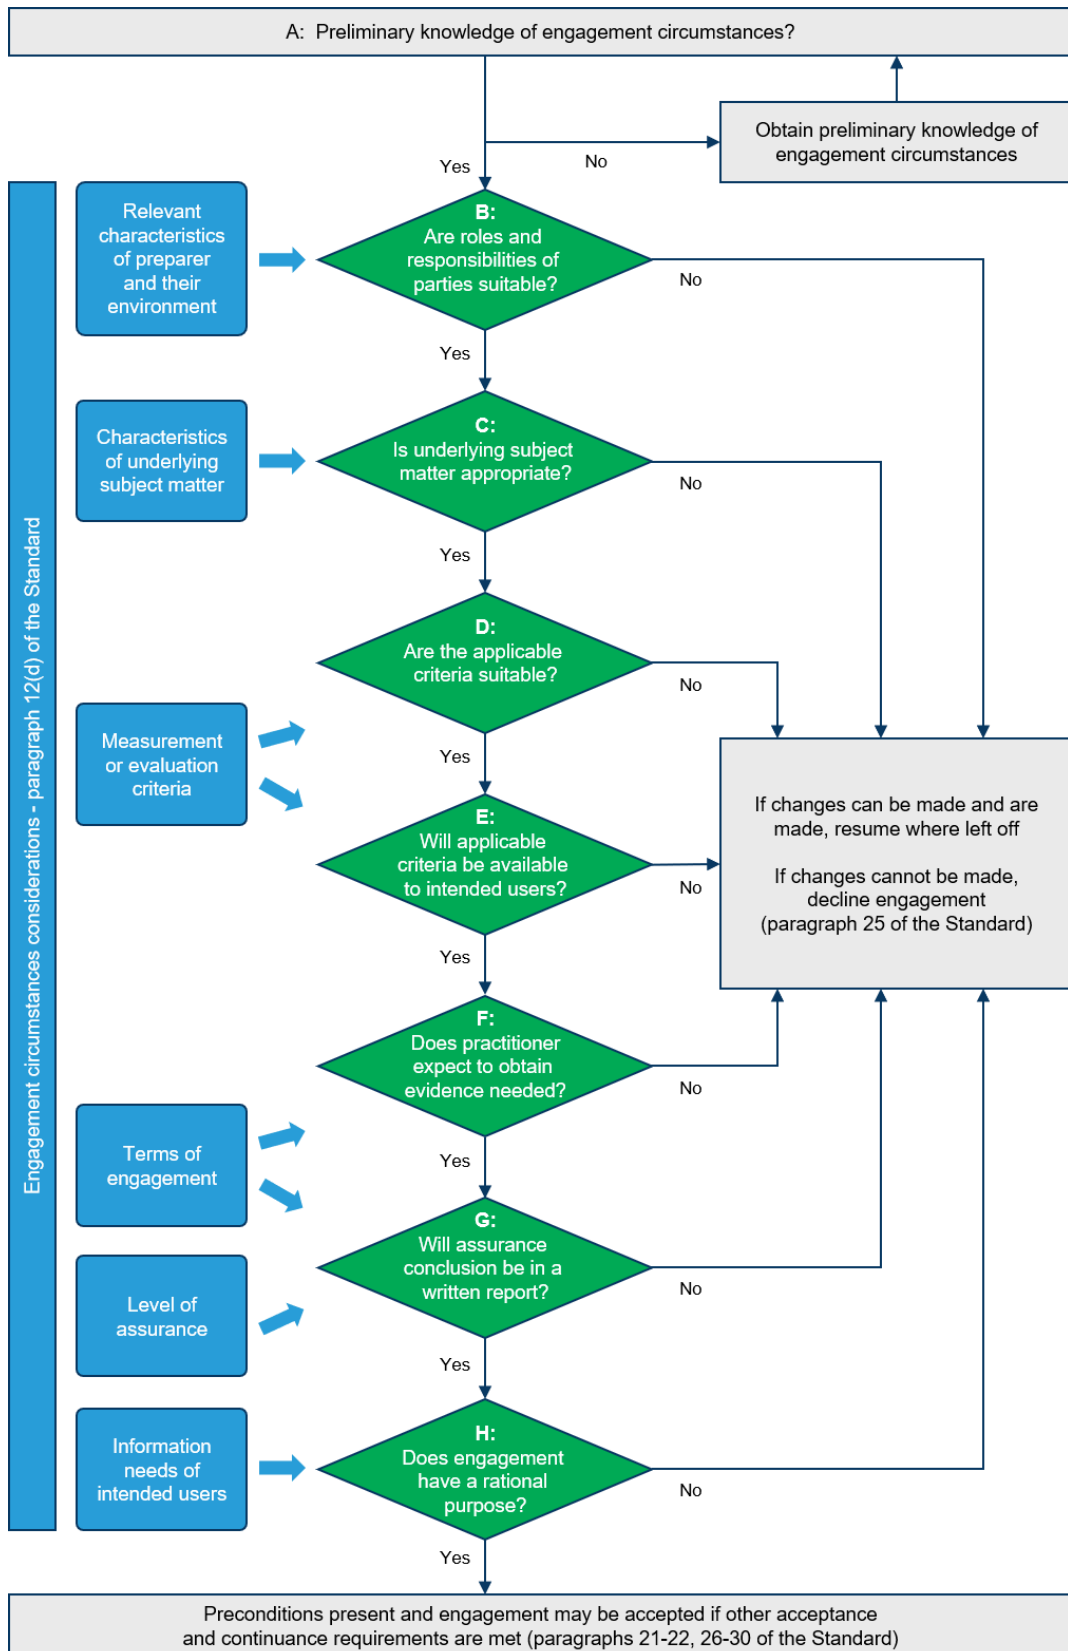 A:  Preliminary knowledge of engagement circumstances?
Obtain preliminary knowledge of
engagement circumstances
Yes
No
Engagement circumstances considerations - paragraph 12(d) of the Standard
Relevant
characteristics
of preparer
and their
environment
B:
Are roles and
responsibilities of
parties suitable?
No
Yes
Characteristics
of underlying
subject matter
C:
Is underlying subject
matter appropriate?
No
Yes
D:
Are the applicable
criteria suitable?
No
Yes
Measurement
or evaluation
criteria
E:
Will applicable
criteria be available
to intended users?
No
Yes
If changes can be made and are
made, resume where left off
If changes cannot be made,
decline engagement
(paragraph 25 of the Standard)
F:
Does practitioner
expect to obtain
evidence needed?
No
Yes
Terms of
engagement
G:
Will assurance
conclusion be in a
written report?
No
Yes
Level of
assurance
Information
needs of
intended users
H:
Does engagement
have a rational
purpose?
No
Yes
Preconditions present and engagement may be accepted if other acceptance
and continuance requirements are met (paragraphs 21-22, 26-30 of the Standard)